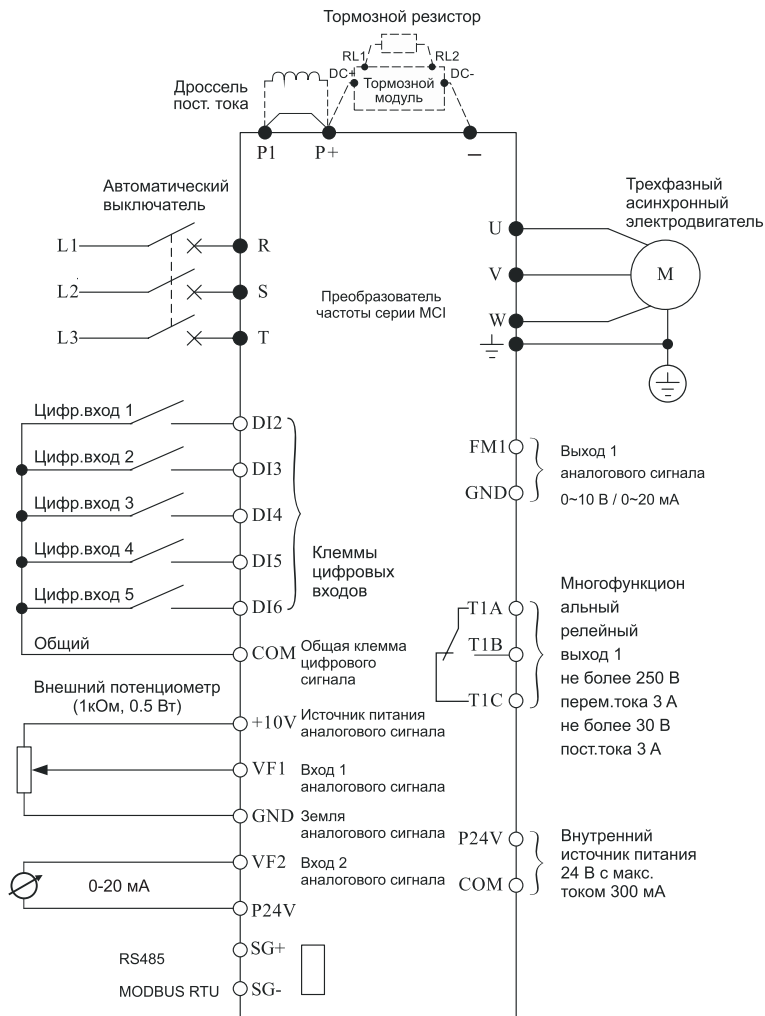 Тормозной резистор
RL1
RL2
DC+
DC-
Тормозной
модуль
Дроссель
пост. тока
P1
P+
–
Автоматический
выключатель
L1
R
L2
S
L3
T
Преобразователь
частоты серии MCI
Трехфазный
асинхронный
электродвигатель
U
V
W
M
Цифр.вход 1
DI2
Цифр.вход 2
DI3
Цифр.вход 3
DI4
Цифр.вход 4
DI5
Цифр.вход 5
DI6
Клеммы
цифровых
входов
Общий
COM
Общая клемма
цифрового
сигнала
FM1
GND
Выход 1
аналогового сигнала
0~10 В / 0~20 мА
T1A
T1B
T1C
Многофункцион
альный
релейный
выход 1
не более 250 В
перем.тока 3 А
не более 30 В
пост.тока 3 А
Внешний потенциометр
(1кОм, 0.5 Вт)
+10V
Источник питания
аналогового сигнала
VF1
Вход 1
аналогового сигнала
GND
Земля
аналогового сигнала
VF2
Вход 2
аналогового сигнала
0-20 мА
P24V
P24V
COM
Внутренний
источник питания
24 В с макс.
током 300 мА
RS485
MODBUS RTU
SG+
SG-